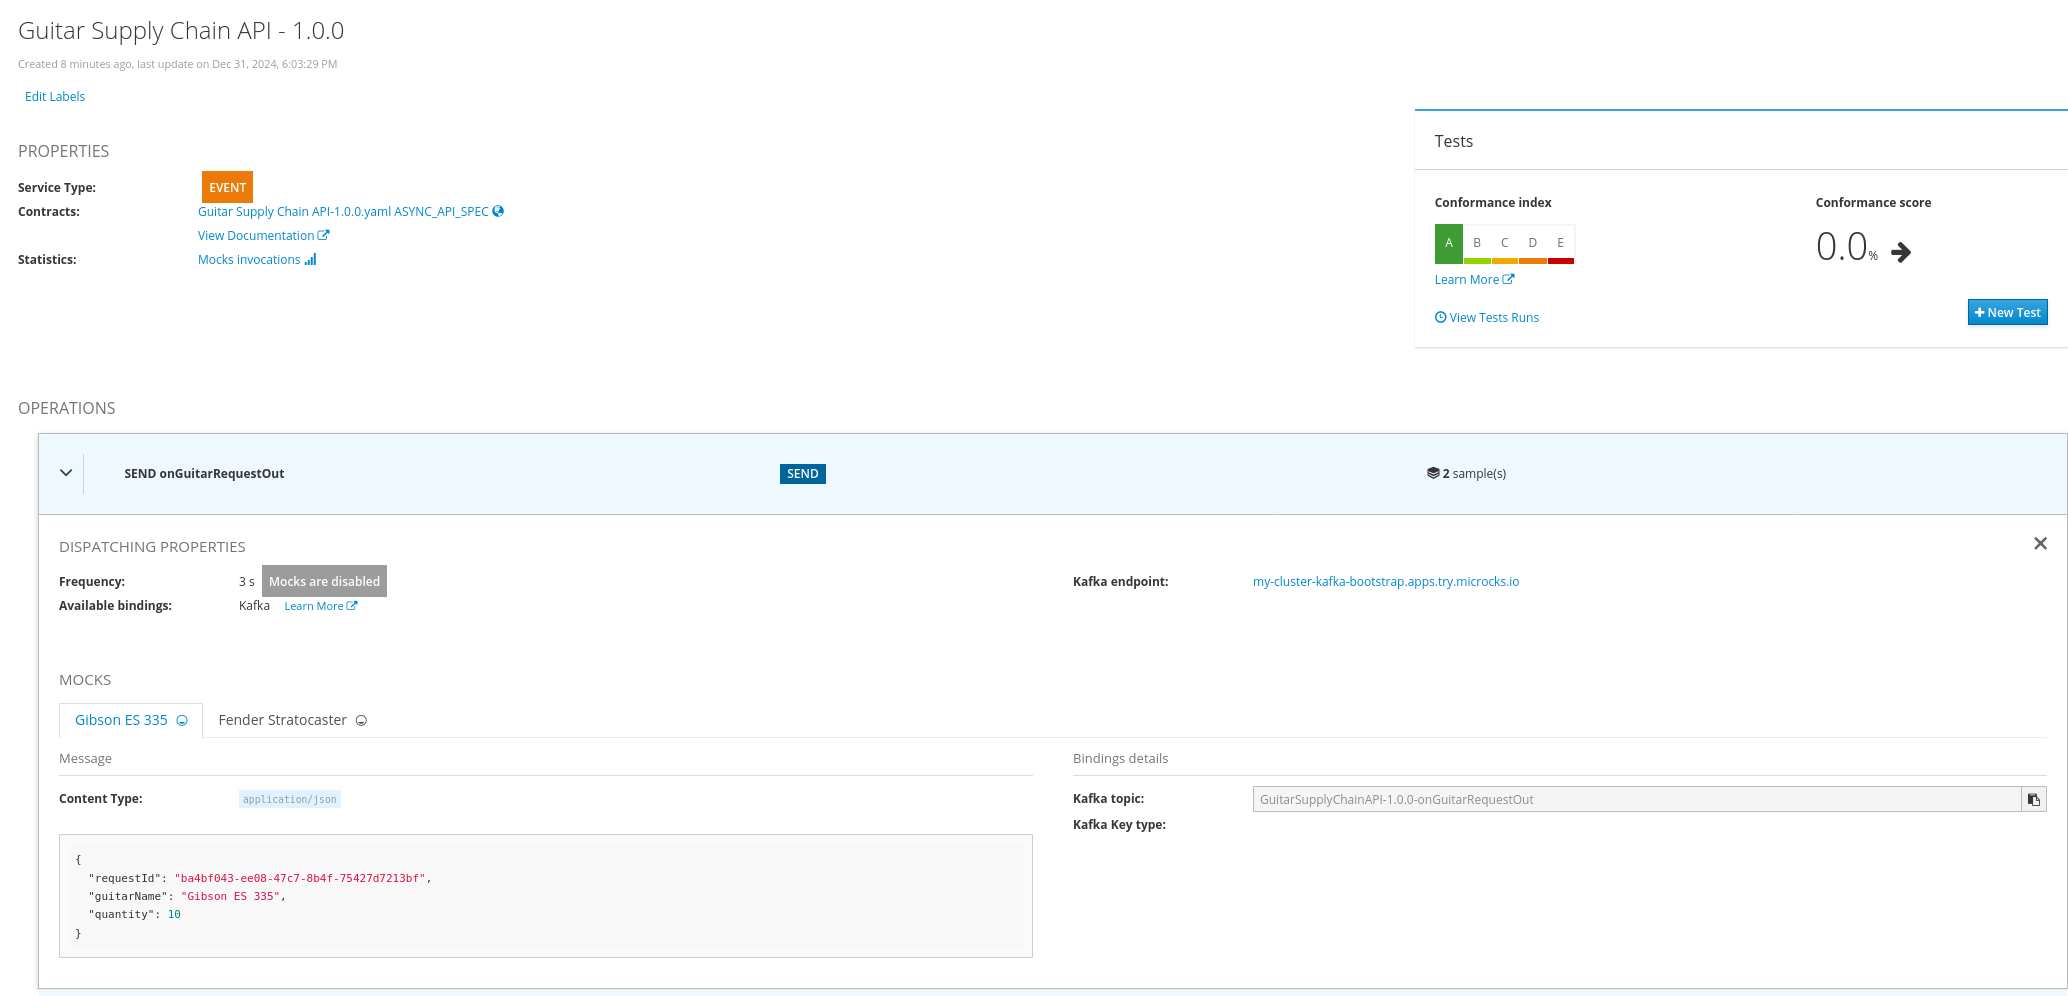 Guitar Supply Chain API - 1.0.0
Created 8 minutes ago, last update on Dec 31, 2024, 6:03:29 PM
Edit Labels
PROPERTIES
Service Type: EVENT
Contracts: Guitar Supply Chain API-1.0.0.yaml ASYNC_API_SPEC
View Documentation
Statistics: Mocks invocations
Tests
Conformance index
A B C D E
Learn More
View Tests Runs
Conformance score
0.0%
New Test
OPERATIONS
SEND onGuitarRequestOut SEND 2 sample(s)
DISPATCHING PROPERTIES
Frequency: 3 s Mocks are disabled
Available bindings: Kafka Learn More
Kafka endpoint: my-cluster-kafka-bootstrap.apps.try.microcks.io
MOCKS
Gibson ES 335 Fender Stratocaster
Message
Content Type: application/json
{
"requestId": "ba4bf043-ee08-47c7-8b4f-75427d7213bf",
"guitarName": "Gibson ES 335",
"quantity": 10
}
Bindings details
Kafka topic: GuitarSupplyChainAPI-1.0.0-onGuitarRequestOut
Kafka Key type: